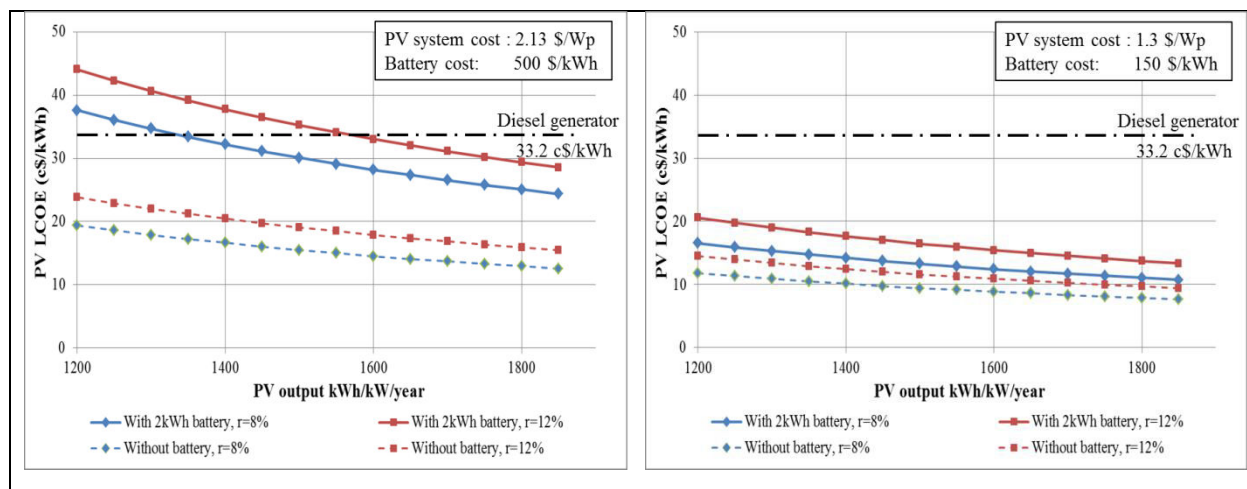 50
40
30
20
10
0
PV LCOE (c$/kWh)
PV system cost : 2.13 $/Wp
Battery cost: 500 $/kWh
Diesel generator
33.2 c$/kWh
1200 1400 1600 1800
PV output kWh/kW/year
With 2kWh battery, r=8% With 2kWh battery, r=12%
Without battery, r=8% Without battery, r=12%
50
40
30
20
10
0
PV LCOE (c$/kWh)
PV system cost : 1.3 $/Wp
Battery cost: 150 $/kWh
Diesel generator
33.2 c$/kWh
1200 1400 1600 1800
PV output kWh/kW/year
With 2kWh battery, r=8% With 2kWh battery, r=12%
Without battery, r=8% Without battery, r=12%